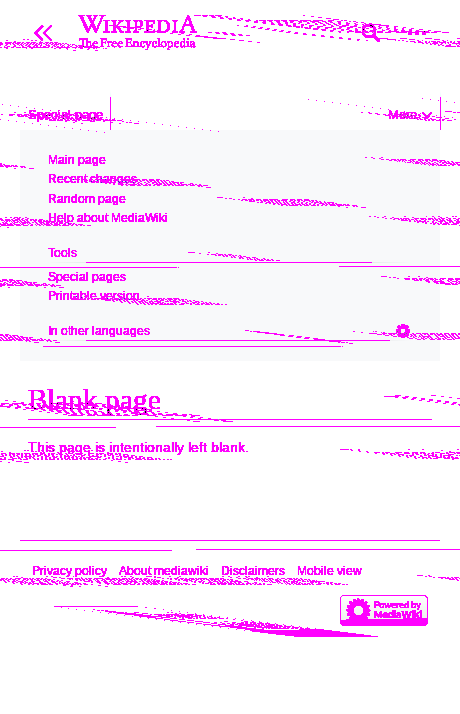 WIKIPEDIA
The Free Encyclopedia
Special page More
Main page
Recent changes
Random page
Help about MediaWiki
Tools
Special pages
Printable version
In other languages
Blank page
This page is intentionally left blank.
Privacy policy About mediawiki Disclaimers Mobile view
Powered by
MediaWiki